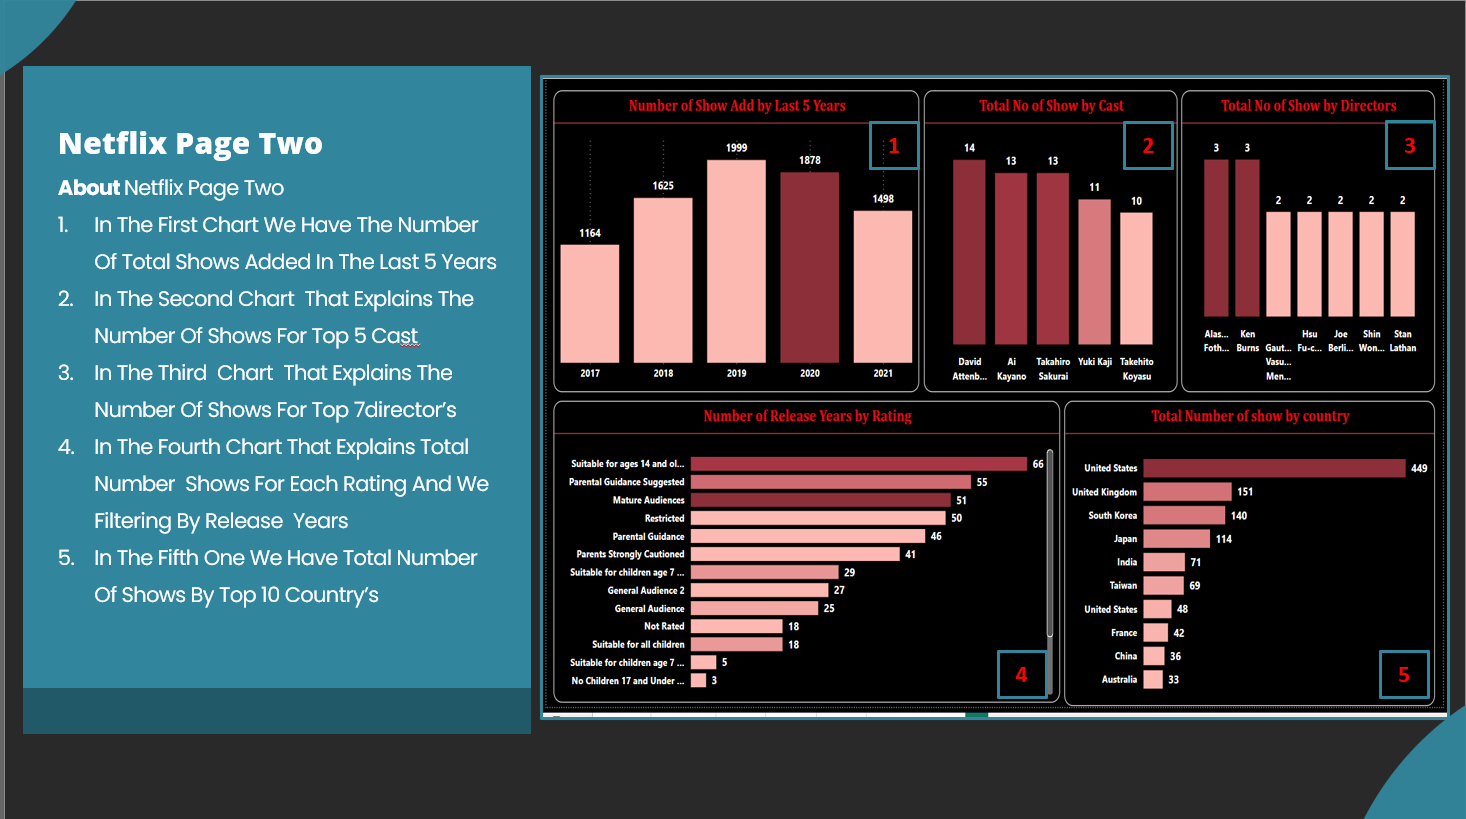 Netflix Page Two
About Netflix Page Two
1. In The First Chart We Have The Number
Of Total Shows Added In The Last 5 Years
2. In The Second Chart That Explains The
Number Of Shows For Top 5 Cast
3. In The Third Chart That Explains The
Number Of Shows For Top 7director's
4. In The Fourth Chart That Explains Total
Number Shows For Each Rating And We
Filtering By Release Years
5. In The Fifth One We Have Total Number
Of Shows By Top 10 Country's
Number of Show Add by Last 5 Years
1
1164
1625
1999
1878
1498
2017
2018
2019
2020
2021
Total No of Show by Cast
2
14
13
13
11
10
David
Attenb...
Ai
Kayano
Takahiro
Sakurai
Yuki Kaji
Takehito
Koyasu
Total No of Show by Directors
3
3
3
2
2
2
2
2
Alas...
Foth...
Ken
Burns
Gaut...
Vasu...
Men...
Hsu
Fu-c...
Joe
Berli...
Shin
Won...
Stan
Lathan
Number of Release Years by Rating
Suitable for ages 14 and ol... 66
Parental Guidance Suggested 55
Mature Audiences 51
Restricted 50
Parental Guidance 46
Parents Strongly Cautioned 41
Suitable for children age 7 ... 29
General Audience 2 27
General Audience 25
Not Rated 18
Suitable for all children 18
Suitable for children age 7 ... 5
No Children 17 and Under ... 3
4
Total Number of show by country
United States 449
United Kingdom 151
South Korea 140
Japan 114
India 71
Taiwan 69
United States 48
France 42
China 36
Australia 33
5